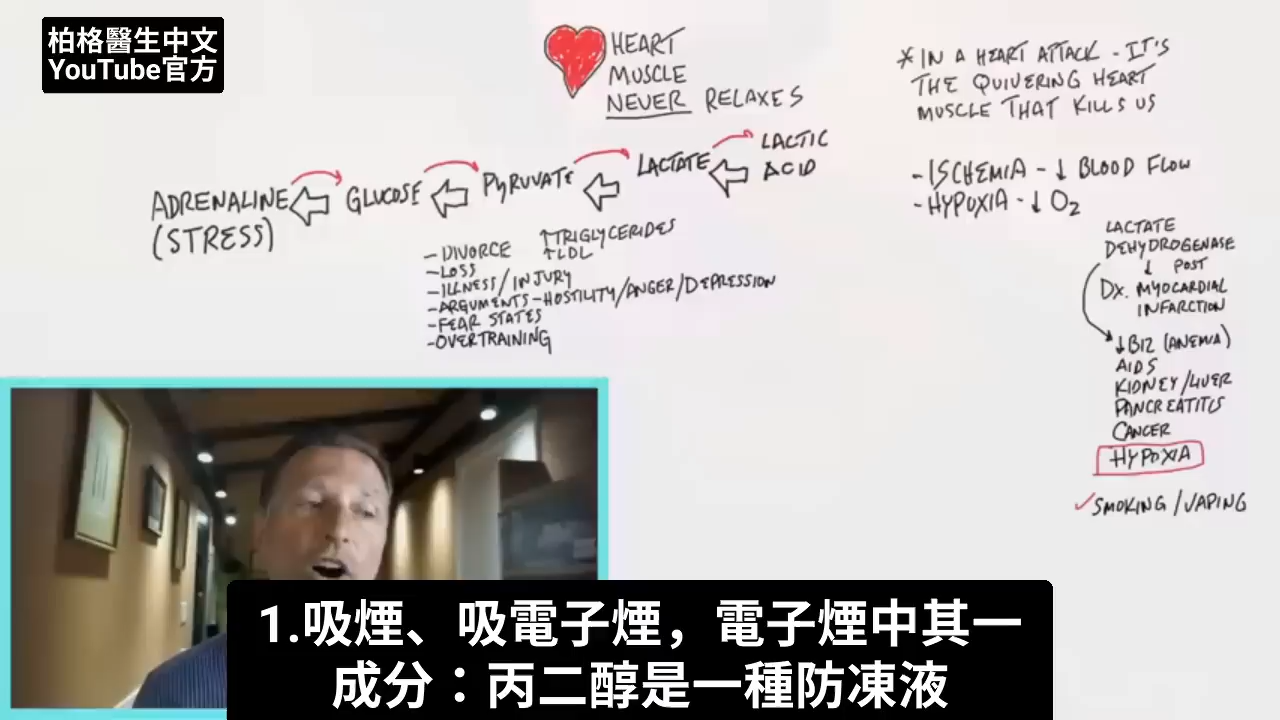 柏格醫生中文
YouTube官方
HEART
MUSCLE
NEVER RELAXES
* IN A HEART ATTACK - IT'S
THE QUIVERING HEART
MUSCLE THAT KILLS US
ADRENALINE GLUCOSE PYRUVATE LACTATE LACTIC
ACID
(STRESS)
- ISCHEMIA - ↓ BLOOD FLOW
- HYPOXIA - ↓ O2
- DIVORCE ↑TRIGLYCERIDES
- LOSS ↑LDL
- ILLNESS/INJURY
- ARGUMENTS - HOSTILITY/ANGER/DEPRESSION
- FEAR STATES
- OVERTRAINING
LACTATE
DEHYDROGENASE
↓ POST
DX. MYOCARDIAL
INFARCTION
↓B12 (ANEMIA)
AIDS
KIDNEY/LIVER
PANCREATITIS
CANCER
HYPOXIA
✓SMOKING/VAPING
1.吸煙、吸電子煙，電子煙中其一
成分：丙二醇是一種防凍液